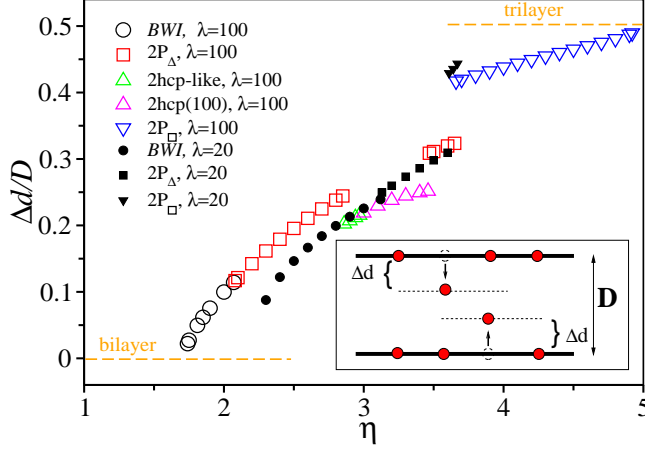 0.5
0.4
0.3
0.2
0.1
0
Δd/D
trilayer
BWI, λ=100
2P△, λ=100
2hcp-like, λ=100
2hcp(100), λ=100
2P□, λ=100
BWI, λ=20
2P△, λ=20
2P□, λ=20
bilayer
Δd {
D
} Δd
1 2 3 4 5
η